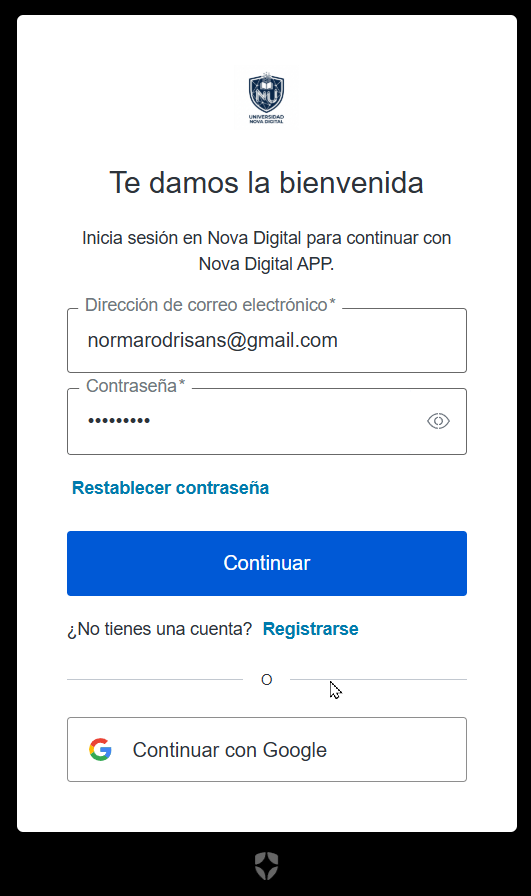 NU
UNIVERSIDAD
NOVA DIGITAL
Te damos la bienvenida
Inicia sesión en Nova Digital para continuar con
Nova Digital APP.
Dirección de correo electrónico*
normarodrisans@gmail.com
Contraseña*
•••••••••
Restablecer contraseña
Continuar
¿No tienes una cuenta? Registrarse
O
Continuar con Google